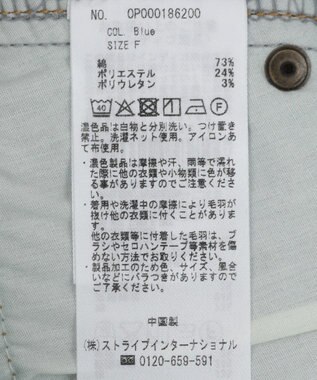 NO. OP000186200
COL. Blue
SIZE F
綿 73%
ポリエステル 24%
ポリウレタン 3%
40
濃色品は白物と分別洗い。つけ置き
禁止。洗濯ネット使用。アイロンは
あて布使用。
・濃色製品は摩擦や汗、雨等で濡れ
た際に他の衣類や小物類に色が移
る事がありますのでご注意くださ
い。
・着用や洗濯中の摩擦により毛羽が
抜け他の衣類に付くことがありま
す。
他の衣類等に付着した毛羽は、ブ
ラシやセロハンテープ等素材を傷
めない方法でお取りください。
・製品加工のため色、サイズ、風合
いなどにバラつきがありますので
ご了承ください。
中国製
(株)ストライプインターナショナル
0120-659-591